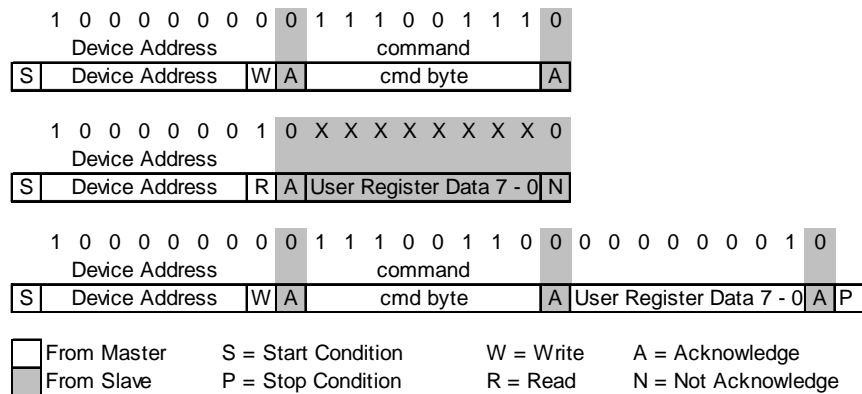 1 0 0 0 0 0 0 0 0 1 1 1 0 0 1 1 1 0
Device Address command
S Device Address W A cmd byte A
1 0 0 0 0 0 0 1 0 X X X X X X X X 0
Device Address
S Device Address R A User Register Data 7 - 0 N
1 0 0 0 0 0 0 0 0 1 1 1 0 0 1 1 0 0 0 0 0 0 0 0 0 1 0 0
Device Address command
S Device Address W A cmd byte A User Register Data 7 - 0 A P
From Master S = Start Condition W = Write A = Acknowledge
From Slave P = Stop Condition R = Read N = Not Acknowledge